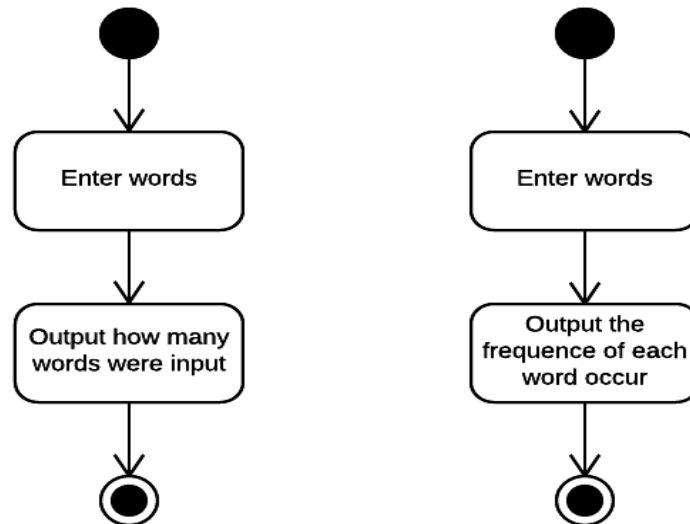 Enter words
Output how many
words were input
Enter words
Output the
frequence of each
word occur